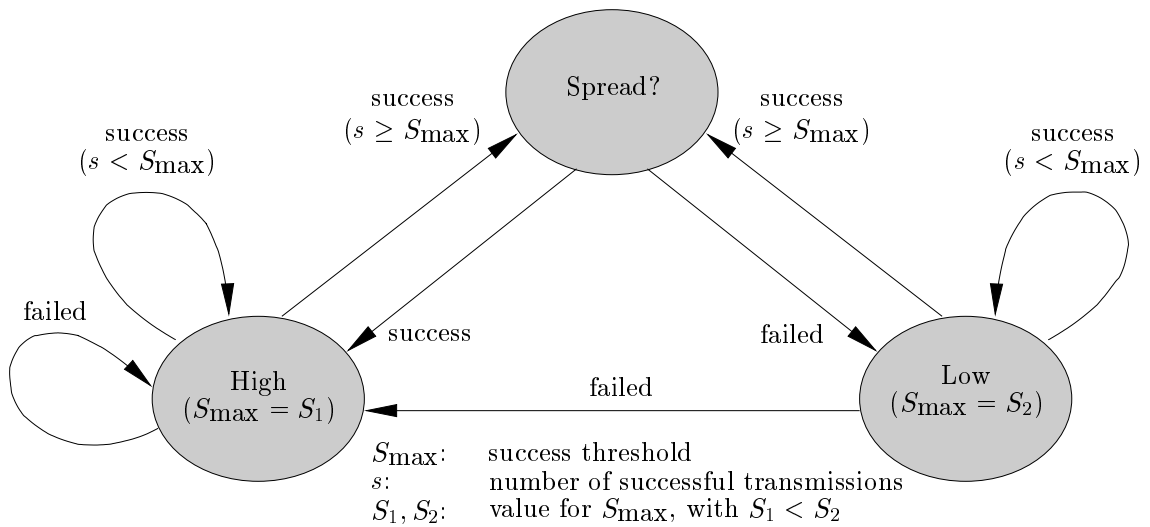 Spread?
success
(s ≥ Smax)
success
(s ≥ Smax)
success
(s < Smax)
success
(s < Smax)
failed
success
failed
High
(Smax = S1)
failed
Low
(Smax = S2)
Smax: success threshold
s: number of successful transmissions
S1, S2: value for Smax, with S1 < S2